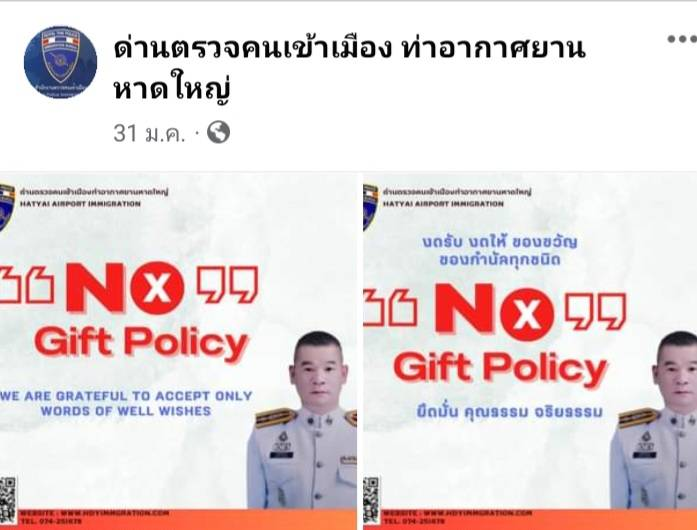 ด่านตรวจคนเข้าเมือง ท่าอากาศยาน
หาดใหญ่
31 ม.ค. ·
ด่านตรวจคนเข้าเมืองท่าอากาศยานหาดใหญ่
HATYAI AIRPORT IMMIGRATION
“ NO ”
Gift Policy
WE ARE GRATEFUL TO ACCEPT ONLY
WORDS OF WELL WISHES
WEBSITE : WWW.HDYIMMIGRATION.COM
TEL. 074-251678
ด่านตรวจคนเข้าเมืองท่าอากาศยานหาดใหญ่
HATYAI AIRPORT IMMIGRATION
งดรับ งดให้ ของขวัญ
ของกำนัลทุกชนิด
“ NO ”
Gift Policy
ยึดมั่น คุณธรรม จริยธรรม
WEBSITE : WWW.HDYIMMIGRATION.COM
TEL. 074-251678